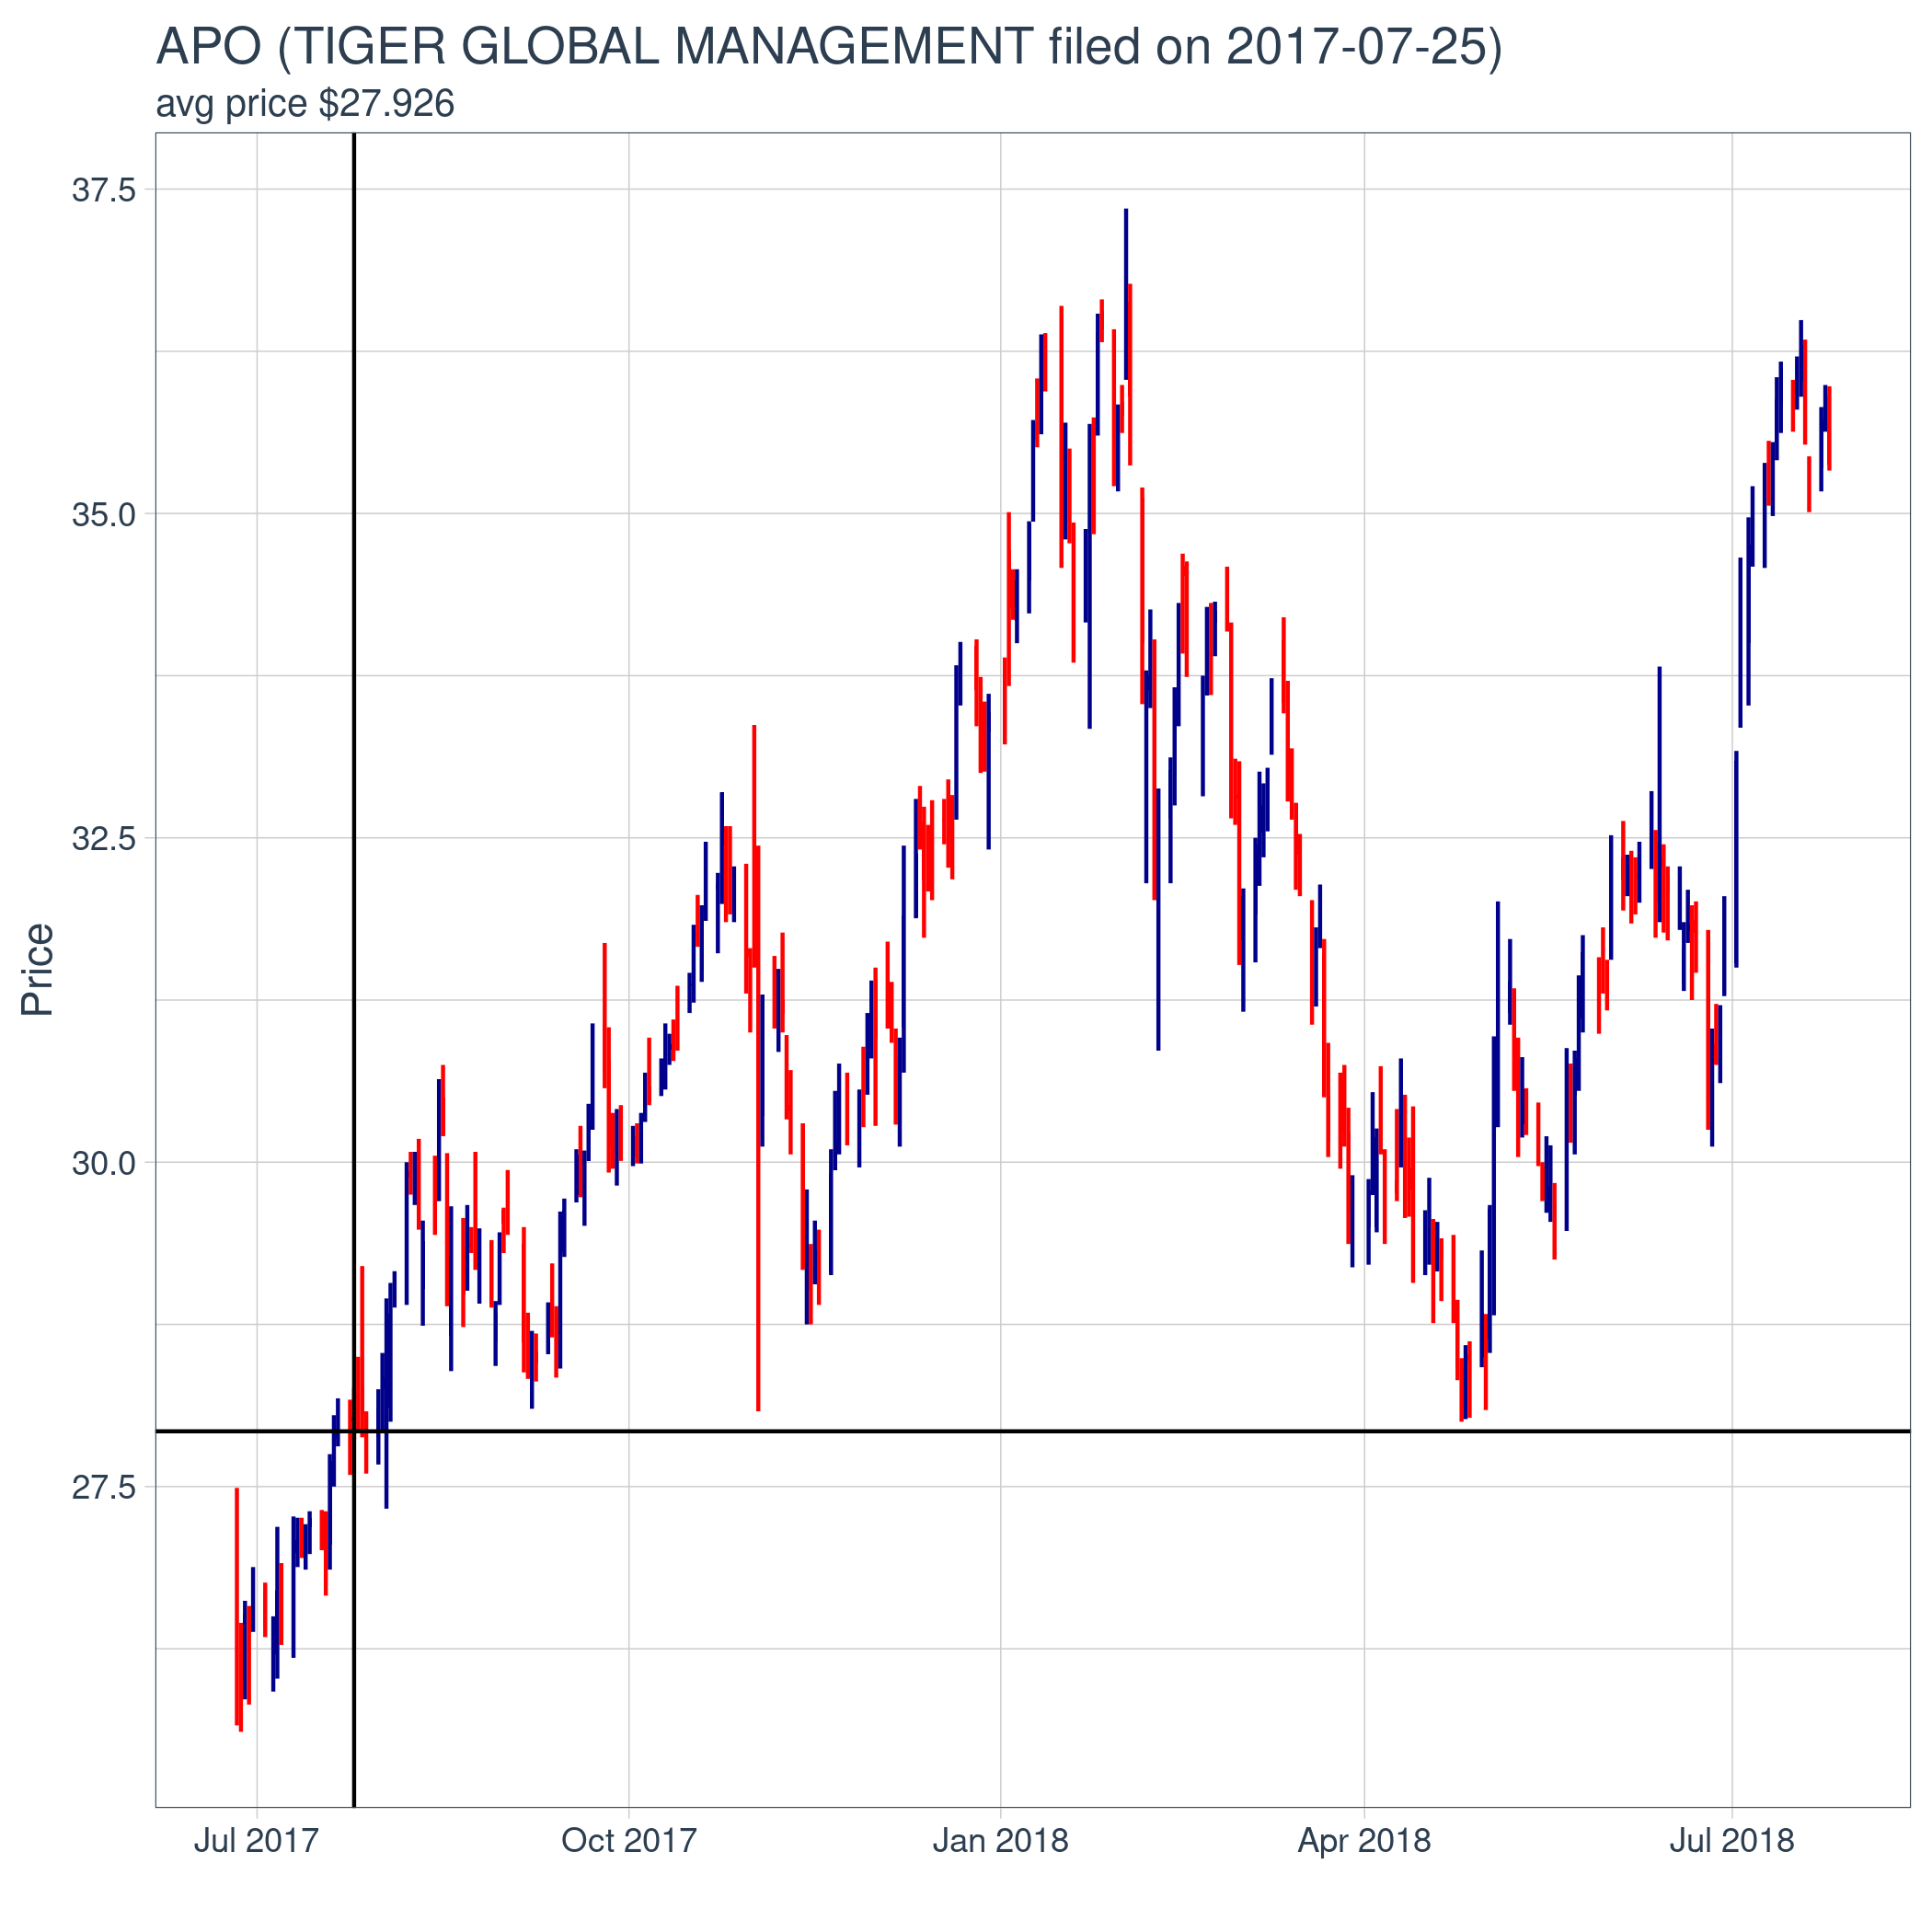 APO (TIGER GLOBAL MANAGEMENT filed on 2017-07-25)
avg price $27.926
37.5
35.0
32.5
30.0
27.5
Price
Jul 2017
Oct 2017
Jan 2018
Apr 2018
Jul 2018